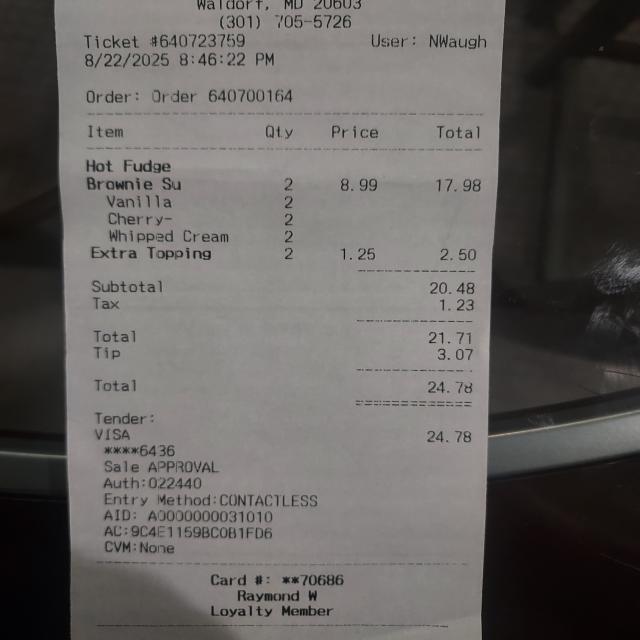 Waldorf, MD 20603
(301) 705-5726
Ticket #640723759 User: NWaugh
8/22/2025 8:46:22 PM
Order: Order 640700164
Item Qty Price Total
Hot Fudge
Brownie Su 2 8.99 17.98
Vanilla 2
Cherry- 2
Whipped Cream 2
Extra Topping 2 1.25 2.50
Subtotal 20.48
Tax 1.23
Total 21.71
Tip 3.07
Total 24.78
Tender:
VISA 24.78
****6436
Sale APPROVAL
Auth:022440
Entry Method:CONTACTLESS
AID: A0000000031010
AC:9C4E1159BC0B1FD6
CVM:None
Card #: **70686
Raymond W
Loyalty Member